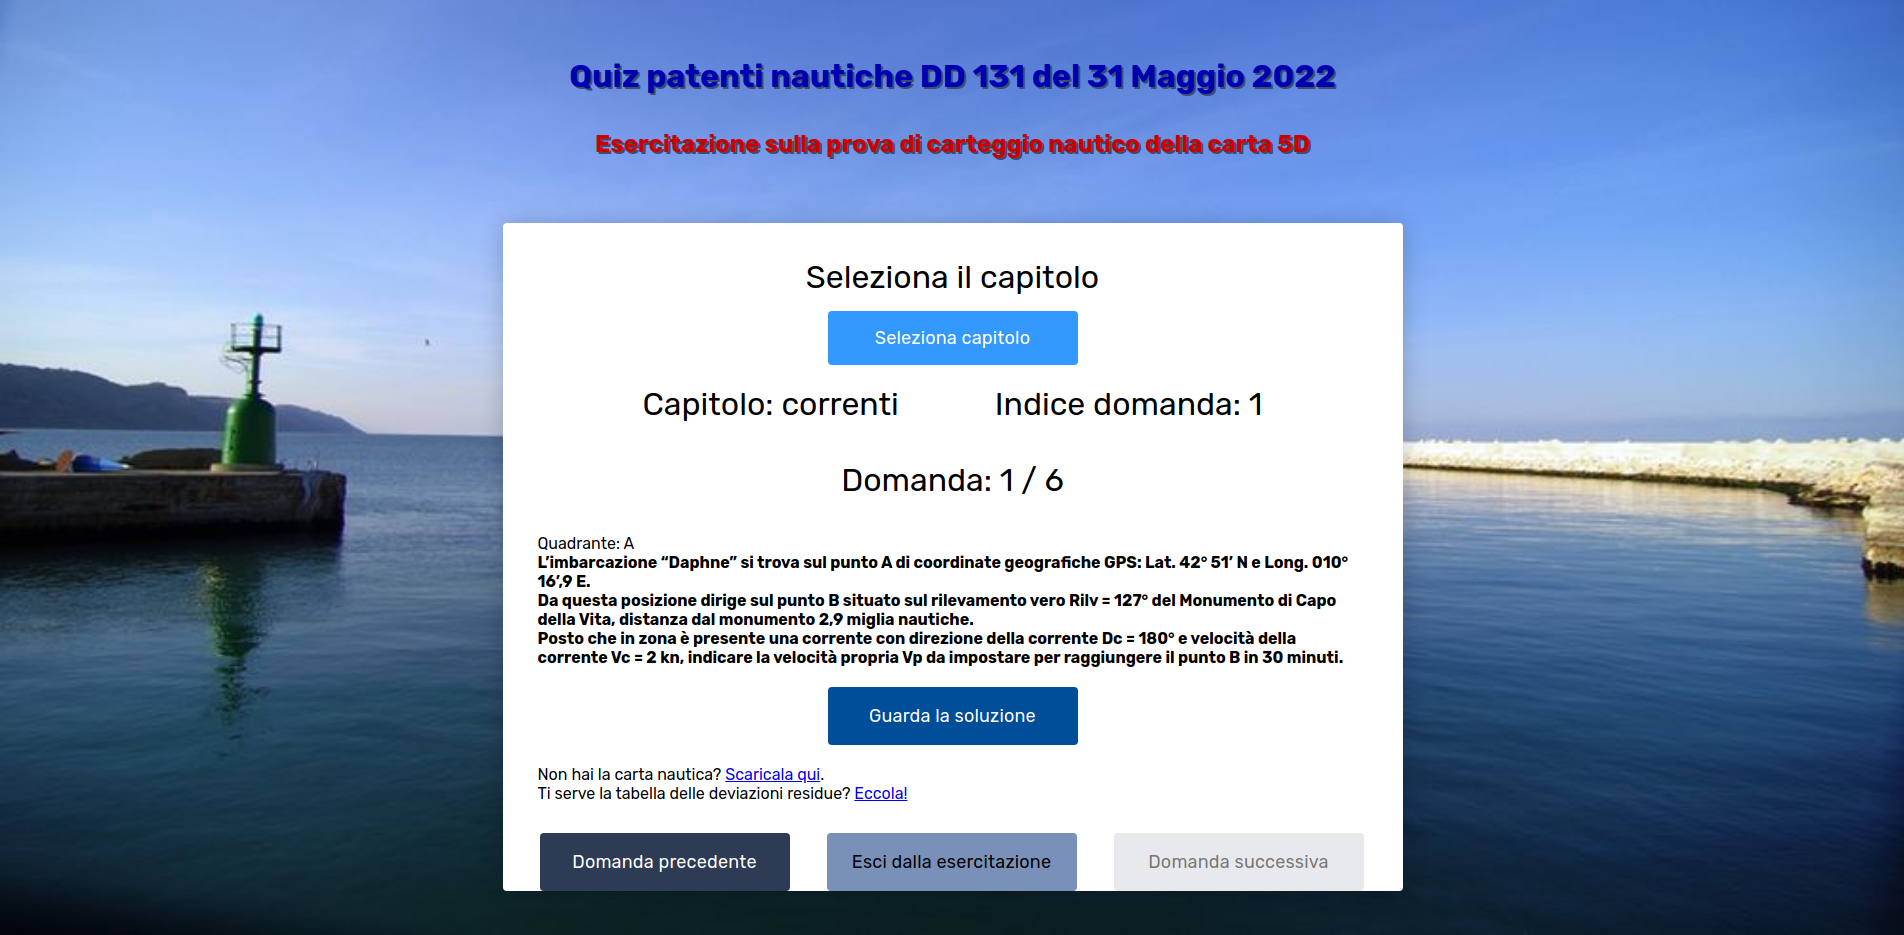 Quiz patenti nautiche DD 131 del 31 Maggio 2022
Esercitazione sulla prova di carteggio nautico della carta 5D
Seleziona il capitolo
Seleziona capitolo
Capitolo: correnti
Indice domanda: 1
Domanda: 1 / 6
Quadrante: A
L’imbarcazione “Daphne” si trova sul punto A di coordinate geografiche GPS: Lat. 42° 51’ N e Long. 010°
16’,9 E.
Da questa posizione dirige sul punto B situato sul rilevamento vero Rilv = 127° del Monumento di Capo
della Vita, distanza dal monumento 2,9 miglia nautiche.
Posto che in zona è presente una corrente con direzione della corrente Dc = 180° e velocità della
corrente Vc = 2 kn, indicare la velocità propria Vp da impostare per raggiungere il punto B in 30 minuti.
Guarda la soluzione
Non hai la carta nautica? Scaricala qui.
Ti serve la tabella delle deviazioni residue? Eccola!
Domanda precedente
Esci dalla esercitazione
Domanda successiva